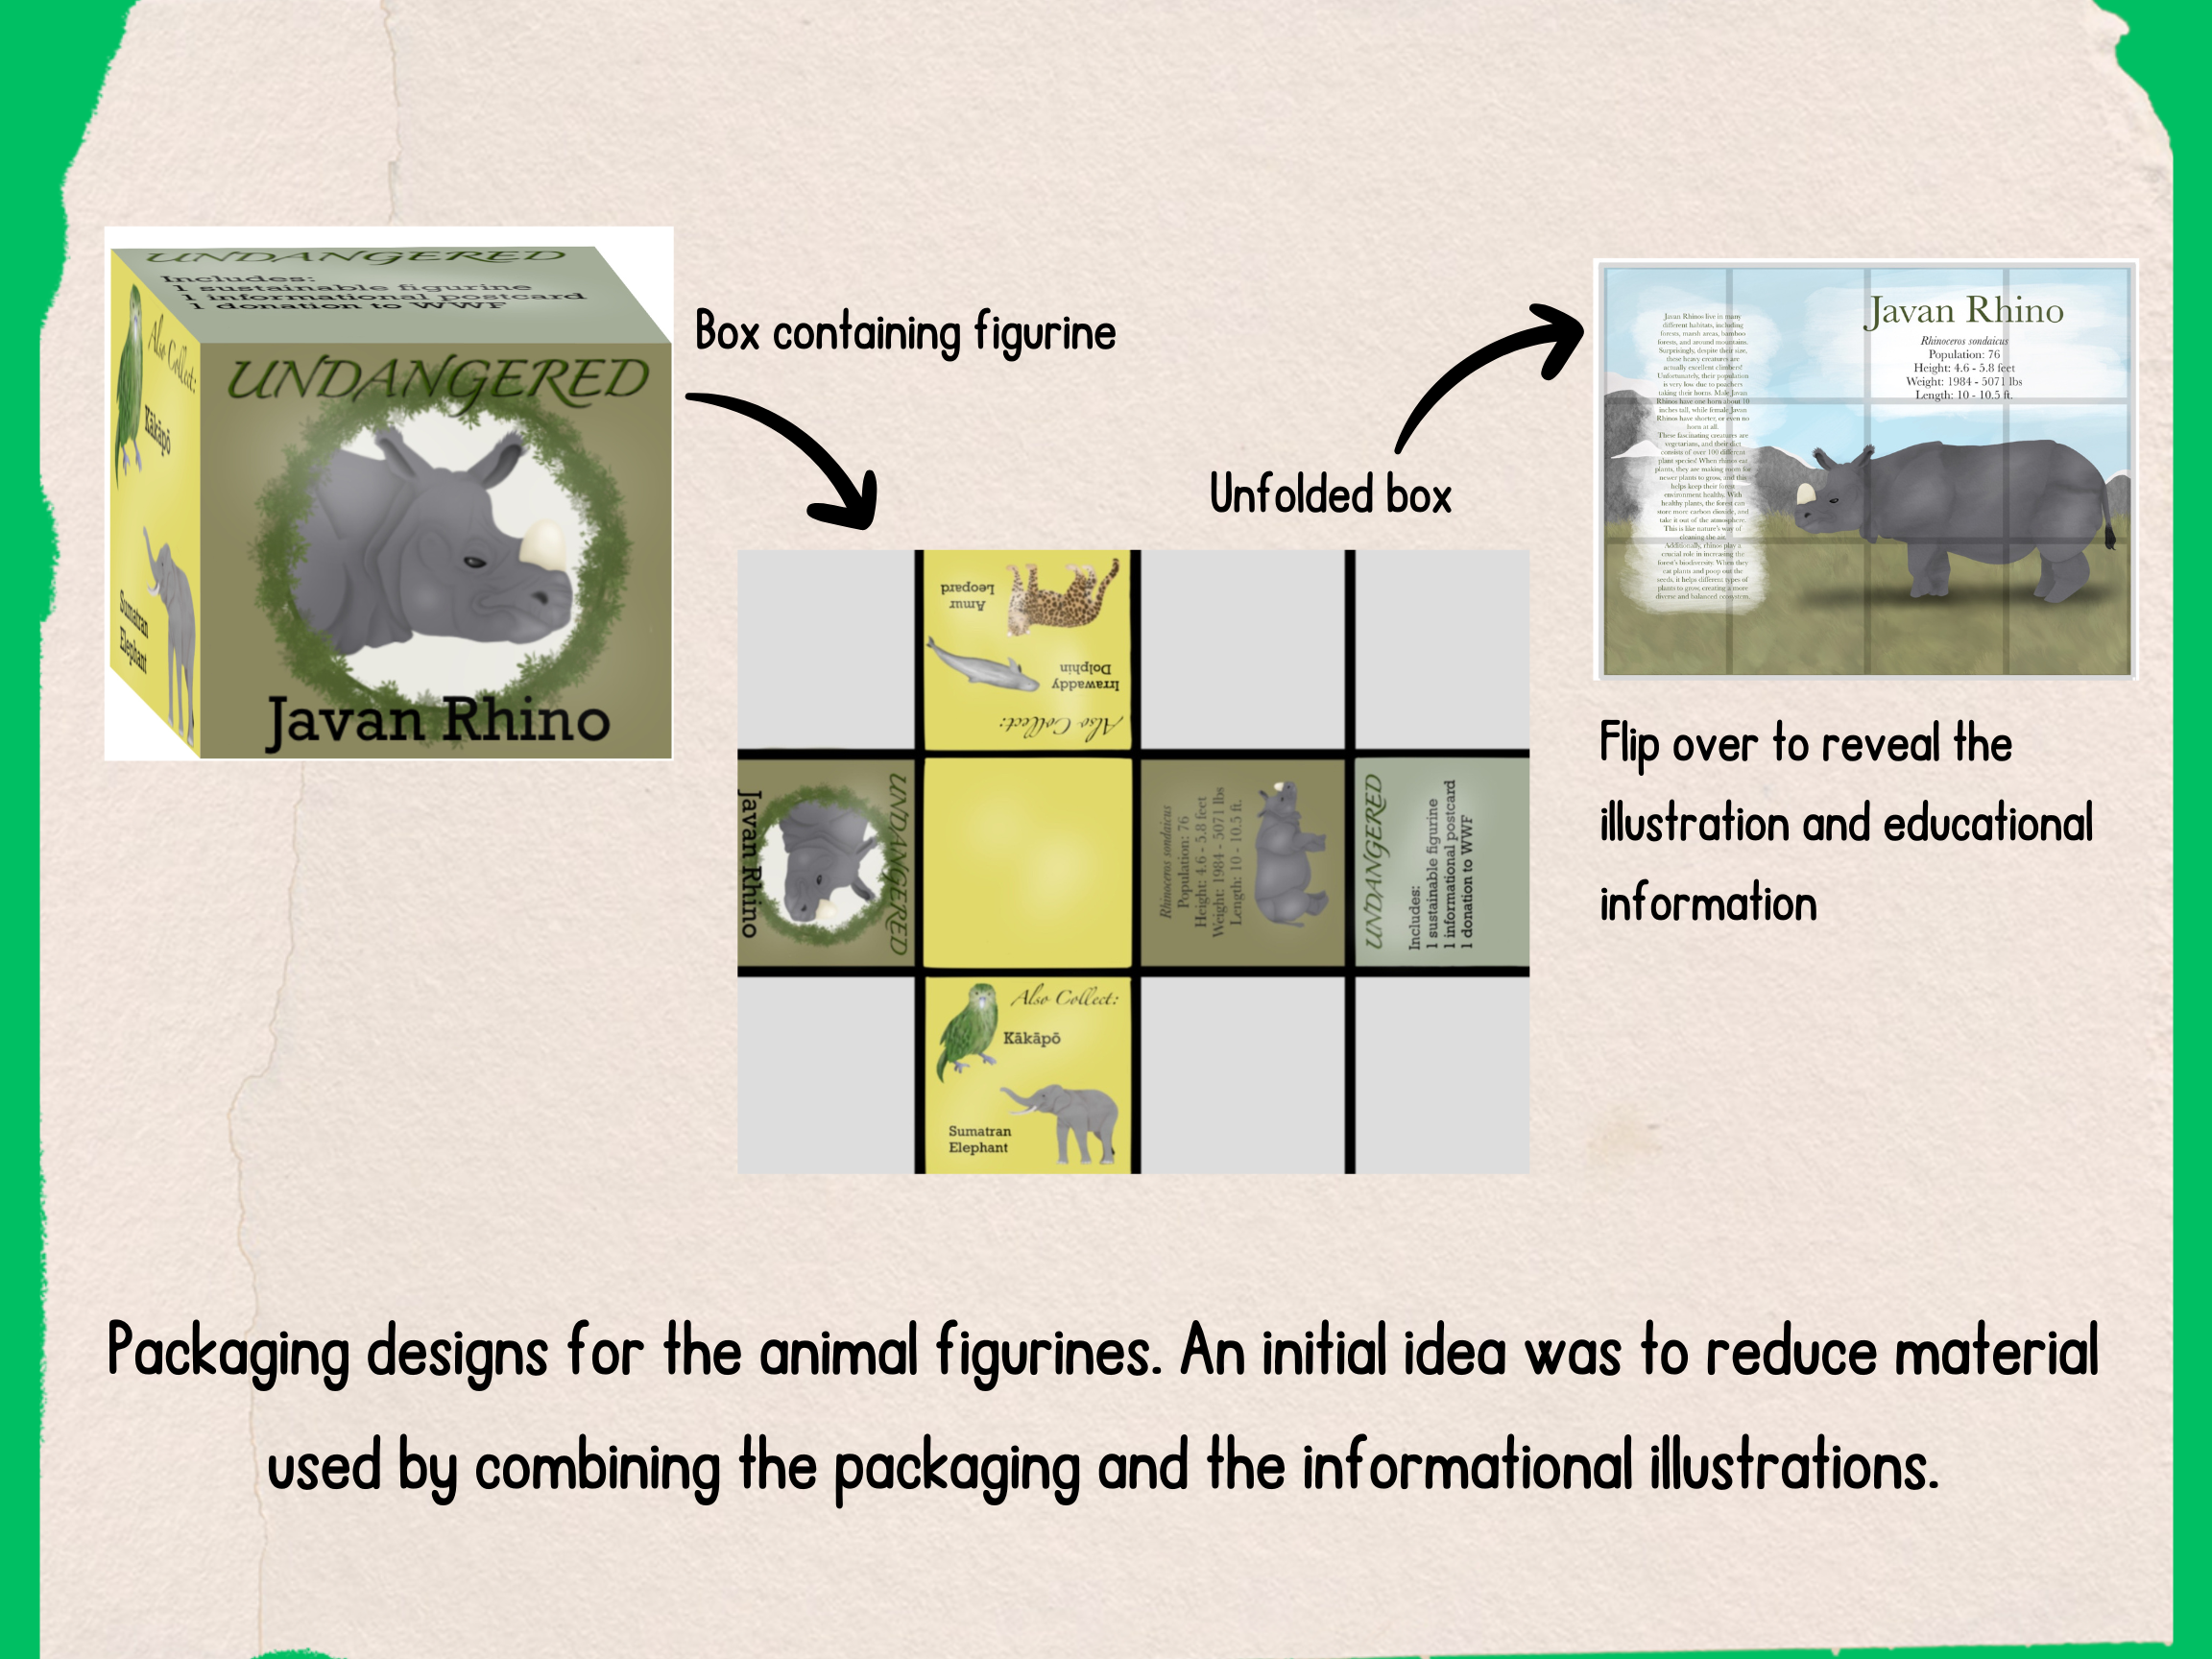 UNDANGERED
Includes:
1 sustainable figurine
1 informational postcard
1 donation to WWF
Also Collect:
Kākāpō
Sumatran
Elephant
UNDANGERED
Javan Rhino
Box containing figurine
Unfolded box
Amur
Leopard
Irrawaddy
Dolphin
Also Collect:
Javan Rhino
UNDANGERED
Rhinoceros sondaicus
Population: 76
Height: 4.6 - 5.8 feet
Weight: 1984 - 5071 lbs
Length: 10 - 10.5 ft.
UNDANGERED
Includes:
1 sustainable figurine
1 informational postcard
1 donation to WWF
Also Collect:
Kākāpō
Sumatran
Elephant
Javan Rhinos live in many
different habitats, including
forests, marsh areas, bamboo
forests, and around mountains.
Surprisingly, despite their size,
these heavy creatures are
actually excellent climbers!
Unfortunately, their population
is very low due to poachers
taking their horns. Male Javan
Rhinos have one horn about 10
inches tall, while female Javan
Rhinos have shorter, or even no
horn at all.
These fascinating creatures are
vegetarians, and their diet
consists of over 100 different
plant species! When rhinos eat
plants, they are making room for
newer plants to grow, and this
helps keep their forest
environment healthy. With
healthy plants, the forest can
store more carbon dioxide, and
take it out of the atmosphere.
This is like nature's way of
cleaning the air.
Additionally, rhinos play a
crucial role in increasing the
forest's biodiversity. When they
eat plants and poop out the
seeds, it helps different types of
plants to grow, creating a more
diverse and balanced ecosystem.
Javan Rhino
Rhinoceros sondaicus
Population: 76
Height: 4.6 - 5.8 feet
Weight: 1984 - 5071 lbs
Length: 10 - 10.5 ft.
Flip over to reveal the
illustration and educational
information
Packaging designs for the animal figurines. An initial idea was to reduce material
used by combining the packaging and the informational illustrations.